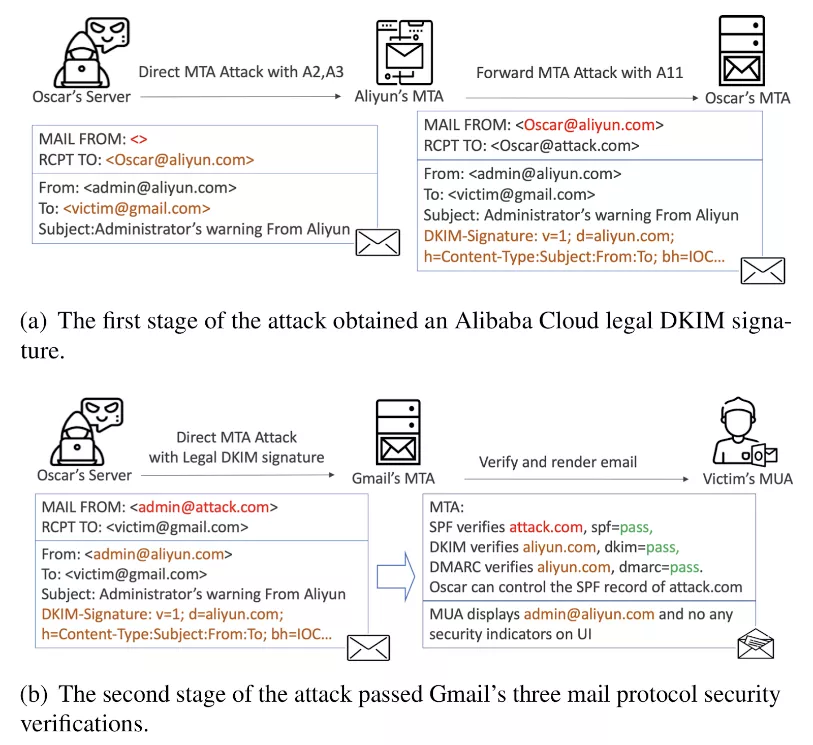 Direct MTA Attack with A2,A3
Forward MTA Attack with A11
Oscar's Server
Aliyun's MTA
Oscar's MTA
MAIL FROM: <>
RCPT TO: <Oscar@aliyun.com>
From: <admin@aliyun.com>
To: <victim@gmail.com>
Subject:Administrator's warning From Aliyun
MAIL FROM: <Oscar@aliyun.com>
RCPT TO: <Oscar@attack.com>
From: <admin@aliyun.com>
To: <victim@gmail.com>
Subject: Administrator's warning From Aliyun
DKIM-Signature: v=1; d=aliyun.com;
h=Content-Type:Subject:From:To; bh=IOC...
(a) The first stage of the attack obtained an Alibaba Cloud legal DKIM signa-
ture.
Direct MTA Attack
with Legal DKIM signature
Verify and render email
Oscar's Server
Gmail's MTA
Victim's MUA
MAIL FROM: <admin@attack.com>
RCPT TO: <victim@gmail.com>
From: <admin@aliyun.com>
To: <victim@gmail.com>
Subject: Administrator's warning From Aliyun
DKIM-Signature: v=1; d=aliyun.com;
h=Content-Type:Subject:From:To; bh=IOC...
MTA:
SPF verifies attack.com, spf=pass,
DKIM verifies aliyun.com, dkim=pass,
DMARC verifies aliyun.com, dmarc=pass.
Oscar can control the SPF record of attack.com
MUA displays admin@aliyun.com and no any
security indicators on UI
(b) The second stage of the attack passed Gmail's three mail protocol security
verifications.